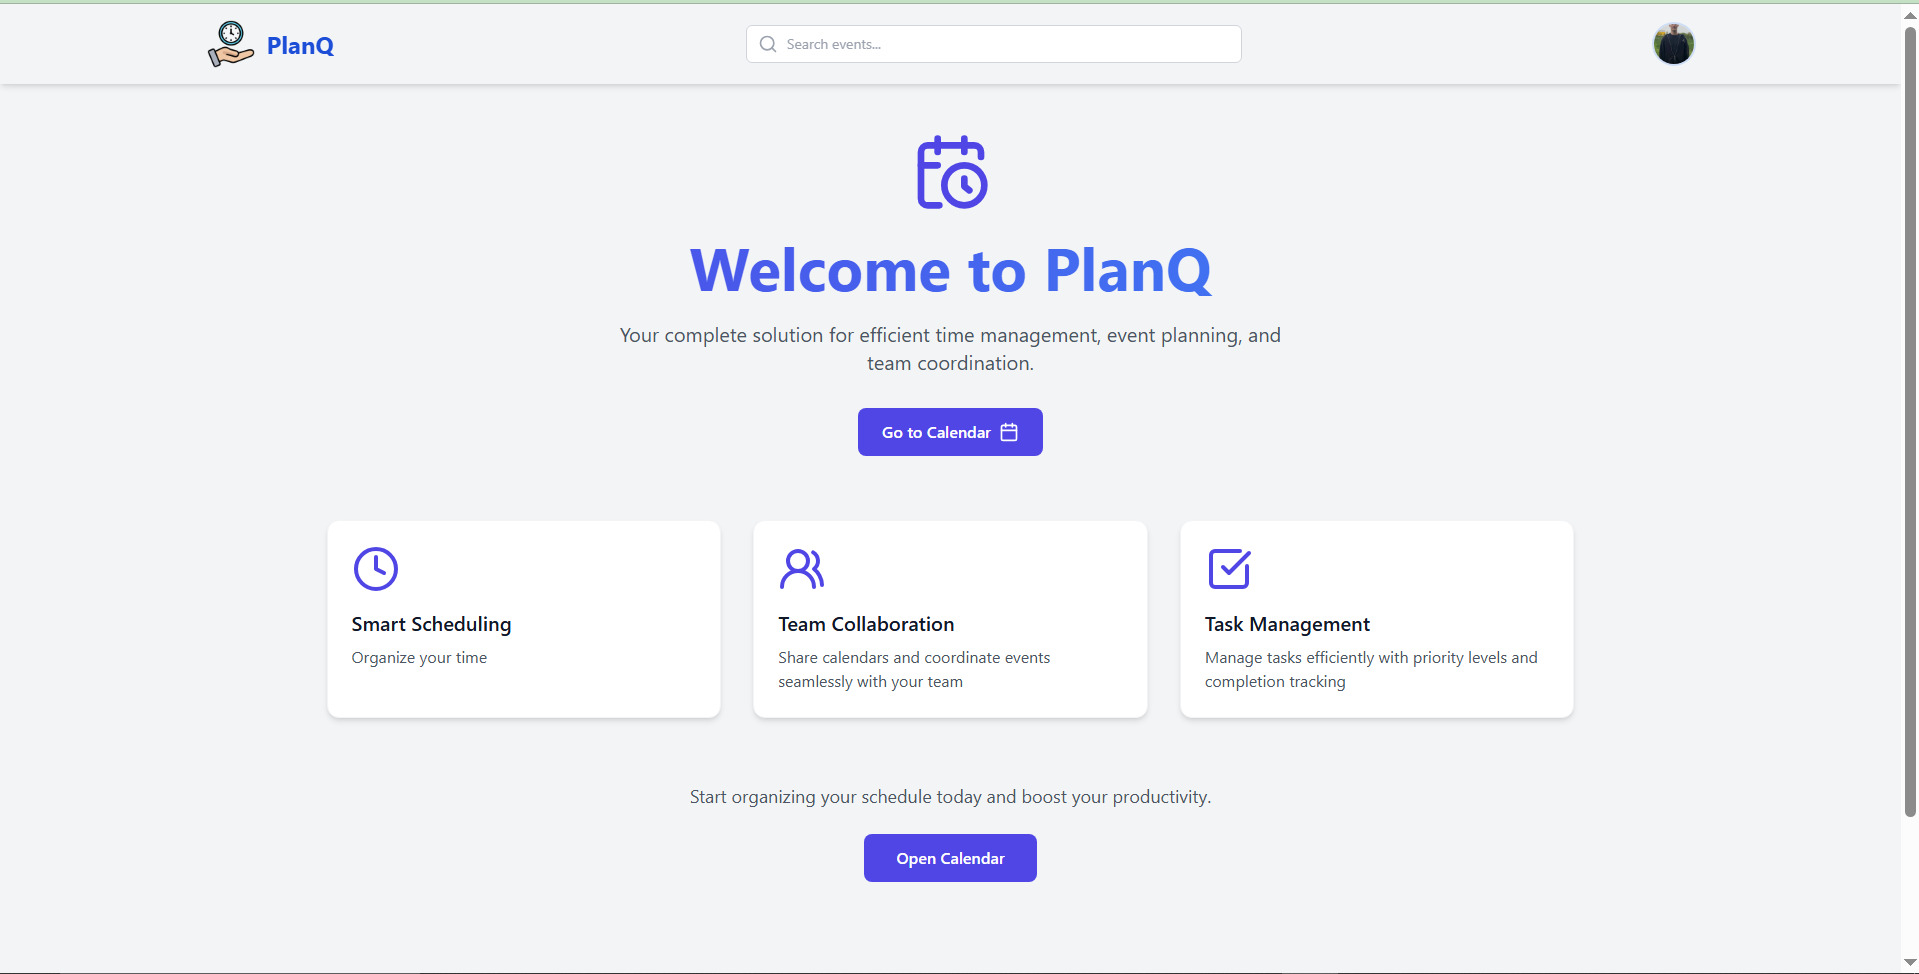 PlanQ
Search events...
Welcome to PlanQ
Your complete solution for efficient time management, event planning, and
team coordination.
Go to Calendar
Smart Scheduling
Organize your time
Team Collaboration
Share calendars and coordinate events
seamlessly with your team
Task Management
Manage tasks efficiently with priority levels and
completion tracking
Start organizing your schedule today and boost your productivity.
Open Calendar